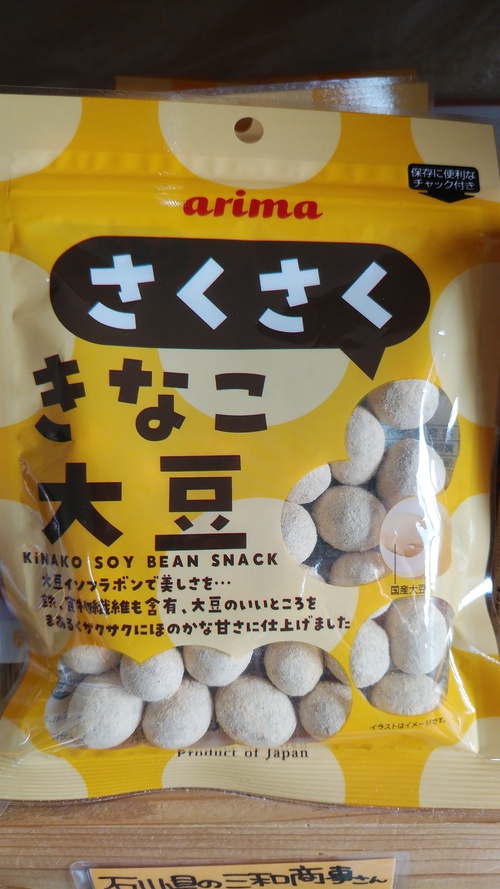 保存に便利な
チャック付き
arima
さくさく
きなこ
大豆
KiNAKO SOY BEAN SNACK
大豆イソフラボンで美しさを…
鉄、食物繊維も含有、大豆のいいところを
まあるくサクサクにほのかな甘さに仕上げました
国産大豆
イラストはイメージです。
Product of Japan
石川県の三和商事さん